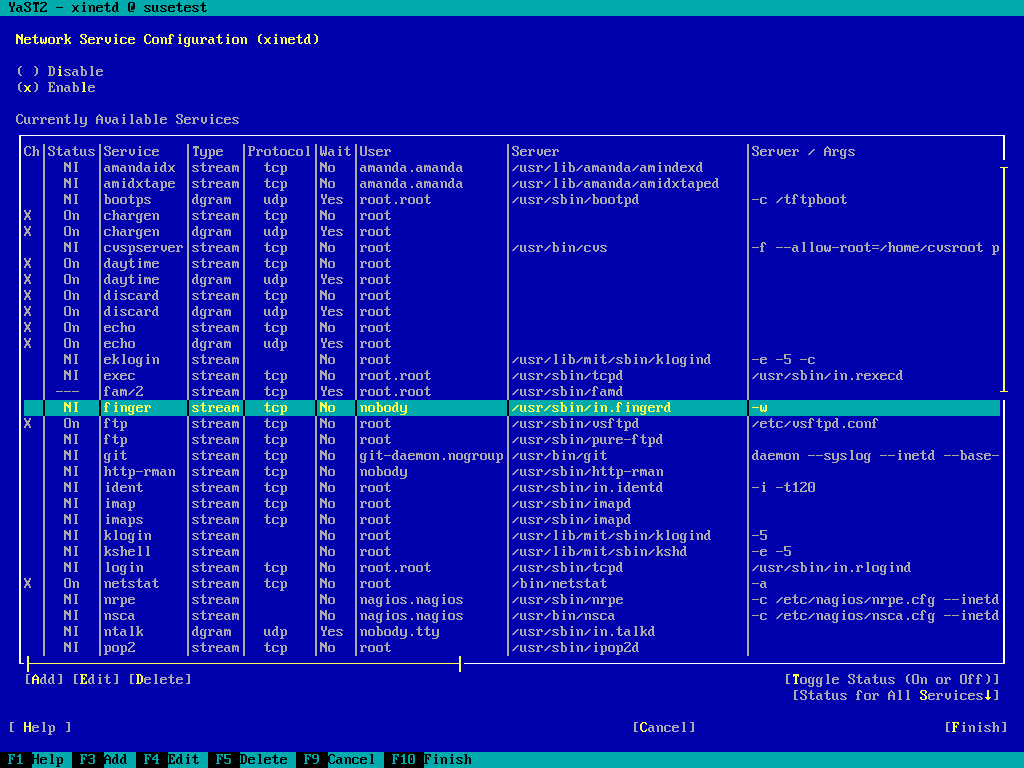 YaST2 - xinetd @ susetest
Network Service Configuration (xinetd)
( ) Disable
(x) Enable
Currently Available Services
Ch|Status|Service |Type |Protocol|Wait|User |Server |Server / Args
NI |amandaidx |stream| tcp |No |amanda.amanda |/usr/lib/amanda/amindexd |
NI |amidxtape |stream| tcp |No |amanda.amanda |/usr/lib/amanda/amidxtaped |
NI |bootps |dgram | udp |Yes |root.root |/usr/sbin/bootpd |-c /tftpboot
X | On |chargen |stream| tcp |No |root | |
X | On |chargen |dgram | udp |Yes |root | |
NI |cvspserver|stream| tcp |No |root |/usr/bin/cvs |-f --allow-root=/home/cvsroot p
X | On |daytime |stream| tcp |No |root | |
X | On |daytime |dgram | udp |Yes |root | |
X | On |discard |stream| tcp |No |root | |
X | On |discard |dgram | udp |Yes |root | |
X | On |echo |stream| tcp |No |root | |
X | On |echo |dgram | udp |Yes |root | |
NI |eklogin |stream| |No |root |/usr/lib/mit/sbin/klogind |-e -5 -c
NI |exec |stream| tcp |No |root.root |/usr/sbin/tcpd |/usr/sbin/in.rexecd
--- |fam/2 |stream| tcp |Yes |root.root |/usr/sbin/famd |
NI |finger |stream| tcp |No |nobody |/usr/sbin/in.fingerd |-w
X | On |ftp |stream| tcp |No |root |/usr/sbin/vsftpd |/etc/vsftpd.conf
NI |ftp |stream| tcp |No |root |/usr/sbin/pure-ftpd |
NI |git |stream| tcp |No |git-daemon.nogroup|/usr/bin/git |daemon --syslog --inetd --base-
NI |http-rman |stream| tcp |No |nobody |/usr/sbin/http-rman |
NI |ident |stream| tcp |No |root |/usr/sbin/in.identd |-i -t120
NI |imap |stream| tcp |No |root |/usr/sbin/imapd |
NI |imaps |stream| tcp |No |root |/usr/sbin/imapd |
NI |klogin |stream| |No |root |/usr/lib/mit/sbin/klogind |-5
NI |kshell |stream| |No |root |/usr/lib/mit/sbin/kshd |-e -5
NI |login |stream| tcp |No |root.root |/usr/sbin/tcpd |/usr/sbin/in.rlogind
X | On |netstat |stream| tcp |No |root |/bin/netstat |-a
NI |nrpe |stream| |No |nagios.nagios |/usr/sbin/nrpe |-c /etc/nagios/nrpe.cfg --inetd
NI |nsca |stream| |No |nagios.nagios |/usr/bin/nsca |-c /etc/nagios/nsca.cfg --inetd
NI |ntalk |dgram | udp |Yes |nobody.tty |/usr/sbin/in.talkd |
NI |pop2 |stream| tcp |No |root |/usr/sbin/ipop2d |
[Add] [Edit] [Delete] [Toggle Status (On or Off)]
[Status for All Services↓]
[ Help ] [Cancel] [Finish]
F1 Help F3 Add F4 Edit F5 Delete F9 Cancel F10 Finish